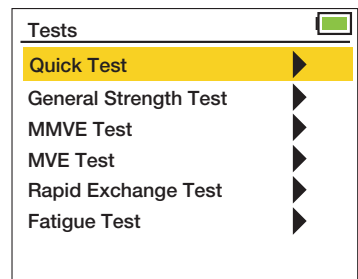 Tests
Quick Test
General Strength Test
MMVE Test
MVE Test
Rapid Exchange Test
Fatigue Test